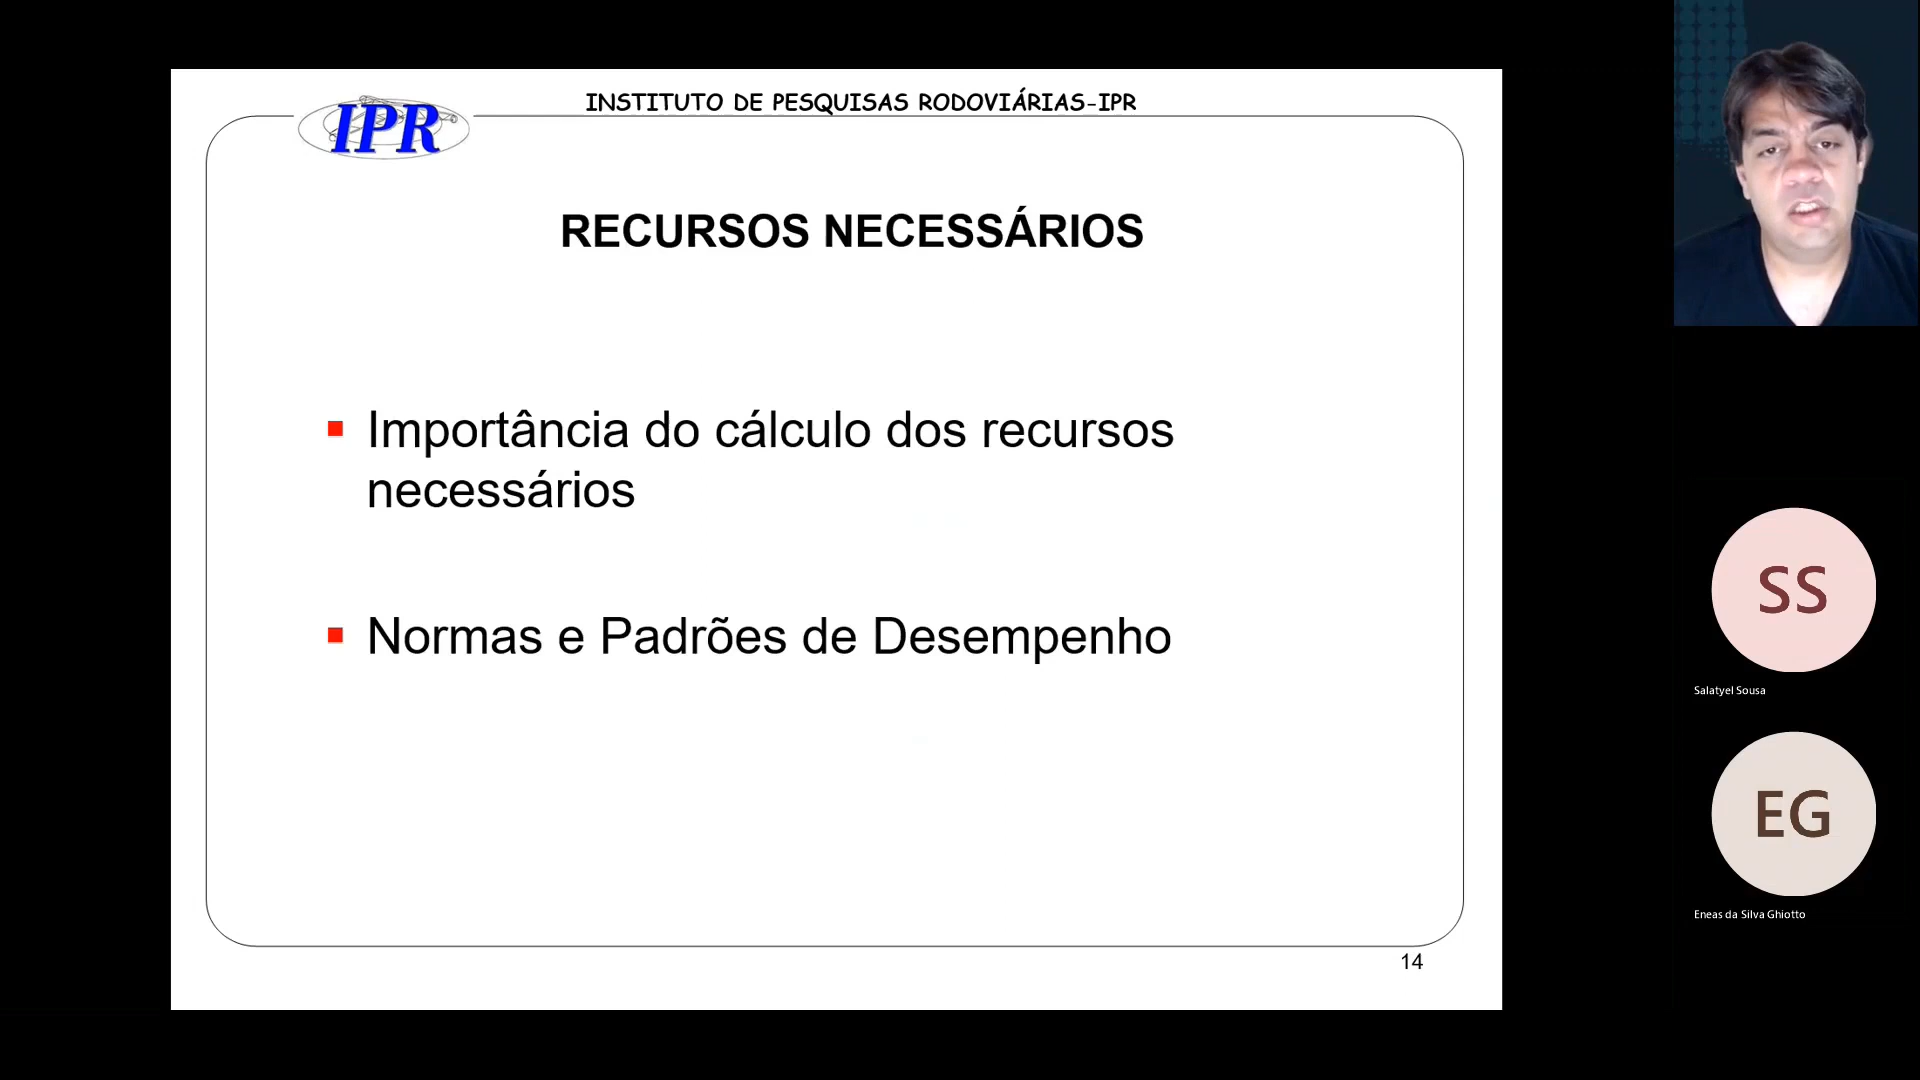 INSTITUTO DE PESQUISAS RODOVIÁRIAS-IPR
IPR
RECURSOS NECESSÁRIOS
Importância do cálculo dos recursos
necessários
Normas e Padrões de Desempenho
14
SS
Salatyel Sousa
EG
Eneas da Silva Ghiotto